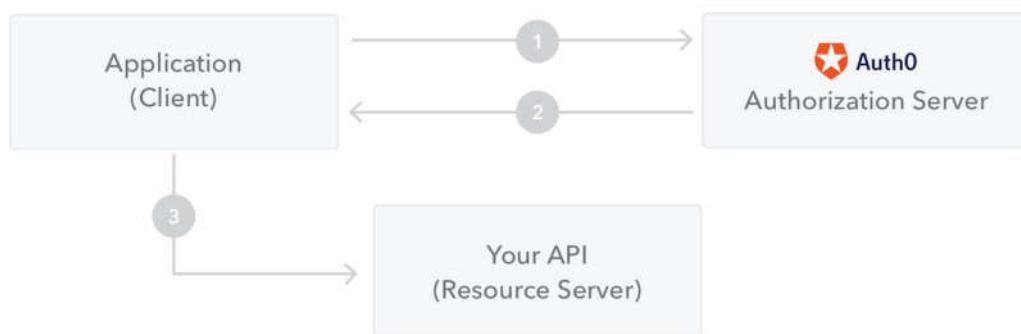 Application
(Client)
1
Auth0
Authorization Server
2
3
Your API
(Resource Server)